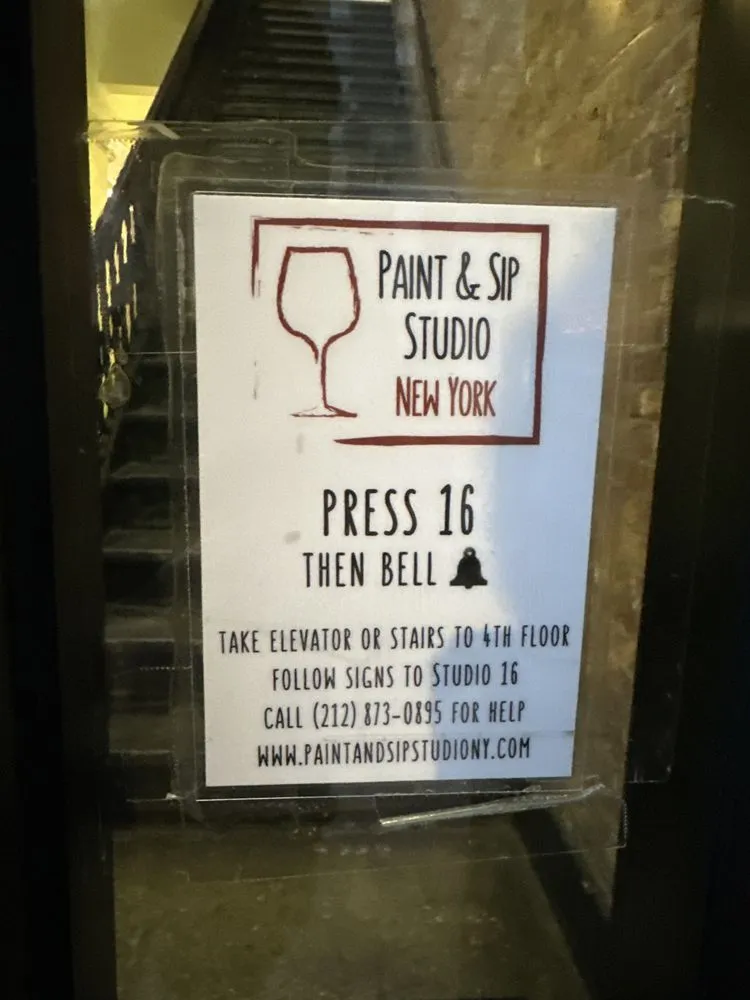 PAINT & SIP
STUDIO
NEW YORK
PRESS 16
THEN BELL
TAKE ELEVATOR OR STAIRS TO 4TH FLOOR
FOLLOW SIGNS TO STUDIO 16
CALL (212) 873-0895 FOR HELP
WWW.PAINTANDSIPSTUDIONY.COM